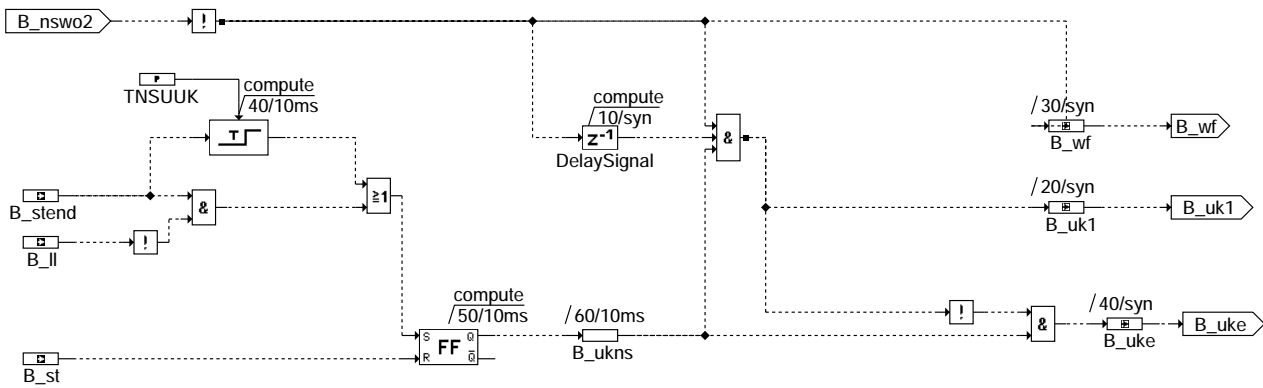 B_nswo2
!
P
TNSUUK
compute
/40/10ms
T
compute
/10/syn
z⁻¹
DelaySignal
&
/30/syn
B_wf
B_wf
B_stend
&
≥1
/20/syn
B_uk1
B_uk1
B_ll
!
compute
/50/10ms
S Q
FF
R Q̅
/60/10ms
B_ukns
!
&
/40/syn
B_uke
B_uke
B_st